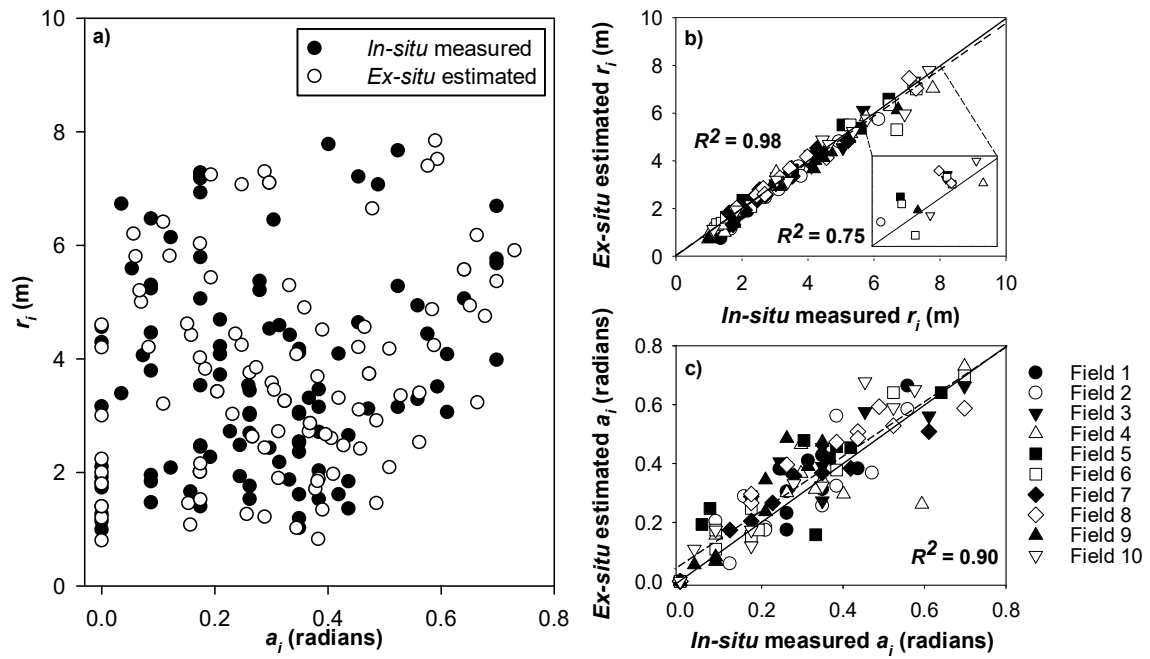 a)
In-situ measured
Ex-situ estimated
10
8
6
4
2
0
r_i (m)
0.0 0.2 0.4 0.6 0.8
a_i (radians)
b)
10
8
6
4
2
0
Ex-situ estimated r_i (m)
R² = 0.98
R² = 0.75
0 2 4 6 8 10
In-situ measured r_i (m)
c)
0.8
0.6
0.4
0.2
0.0
Ex-situ estimated a_i (radians)
R² = 0.90
0.0 0.2 0.4 0.6 0.8
In-situ measured a_i (radians)
Field 1
Field 2
Field 3
Field 4
Field 5
Field 6
Field 7
Field 8
Field 9
Field 10